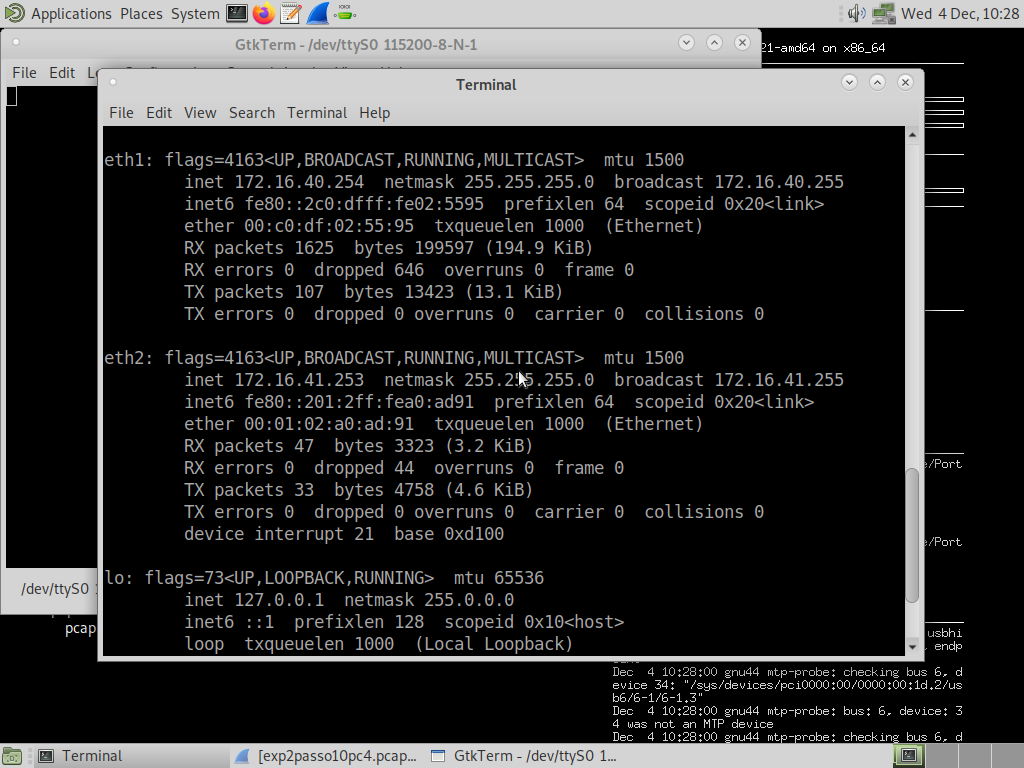 Applications Places System Wed 4 Dec, 10:28
GtkTerm - /dev/ttyS0 115200-8-N-1
21-amd64 on x86_64
File Edit
Terminal
File Edit View Search Terminal Help
eth1: flags=4163<UP,BROADCAST,RUNNING,MULTICAST> mtu 1500
inet 172.16.40.254 netmask 255.255.255.0 broadcast 172.16.40.255
inet6 fe80::2c0:dfff:fe02:5595 prefixlen 64 scopeid 0x20<link>
ether 00:c0:df:02:55:95 txqueuelen 1000 (Ethernet)
RX packets 1625 bytes 199597 (194.9 KiB)
RX errors 0 dropped 646 overruns 0 frame 0
TX packets 107 bytes 13423 (13.1 KiB)
TX errors 0 dropped 0 overruns 0 carrier 0 collisions 0
eth2: flags=4163<UP,BROADCAST,RUNNING,MULTICAST> mtu 1500
inet 172.16.41.253 netmask 255.255.255.0 broadcast 172.16.41.255
inet6 fe80::201:2ff:fea0:ad91 prefixlen 64 scopeid 0x20<link>
ether 00:01:02:a0:ad:91 txqueuelen 1000 (Ethernet)
RX packets 47 bytes 3323 (3.2 KiB)
RX errors 0 dropped 44 overruns 0 frame 0
TX packets 33 bytes 4758 (4.6 KiB)
TX errors 0 dropped 0 overruns 0 carrier 0 collisions 0
device interrupt 21 base 0xd100
lo: flags=73<UP,LOOPBACK,RUNNING> mtu 65536
inet 127.0.0.1 netmask 255.0.0.0
inet6 ::1 prefixlen 128 scopeid 0x10<host>
loop txqueuelen 1000 (Local Loopback)
/Port
/Port
/dev/ttyS0
pcap
usbhi
, endp
Dec 4 10:28:00 gnu44 mtp-probe: checking bus 6, d
evice 34: "/sys/devices/pci0000:00/0000:00:1d.2/us
b6/6-1/6-1.3"
Dec 4 10:28:00 gnu44 mtp-probe: bus: 6, device: 3
4 was not an MTP device
Dec 4 10:28:00 gnu44 mtp-probe: checking bus 6, d
Terminal [exp2passo10pc4.pcap... GtkTerm - /dev/ttyS0 1...